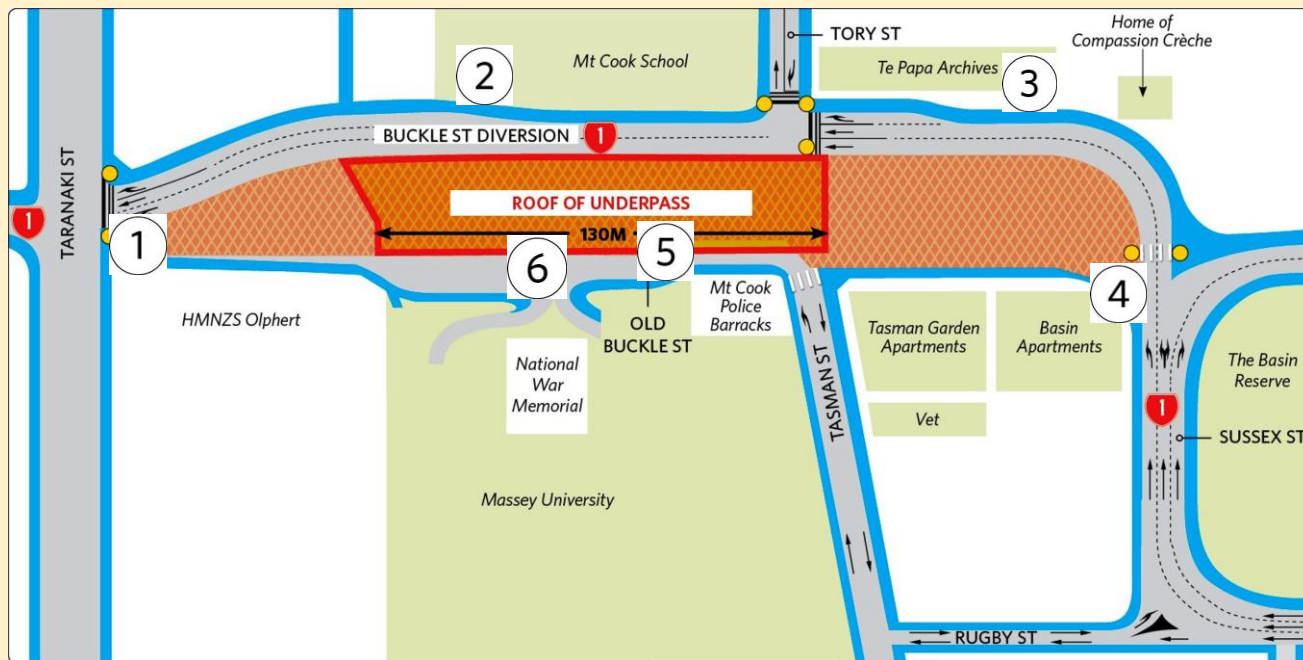 TORY ST
Home of
Compassion Crèche
2
Mt Cook School
Te Papa Archives
3
BUCKLE ST DIVERSION
1
TARANAKI ST
ROOF OF UNDERPASS
1
1
130M
6
5
4
HMNZS Olphert
OLD
BUCKLE ST
Mt Cook
Police
Barracks
Tasman Garden
Apartments
Basin
Apartments
The Basin
Reserve
National
War
Memorial
TASMAN ST
Vet
1
SUSSEX ST
Massey University
RUGBY ST